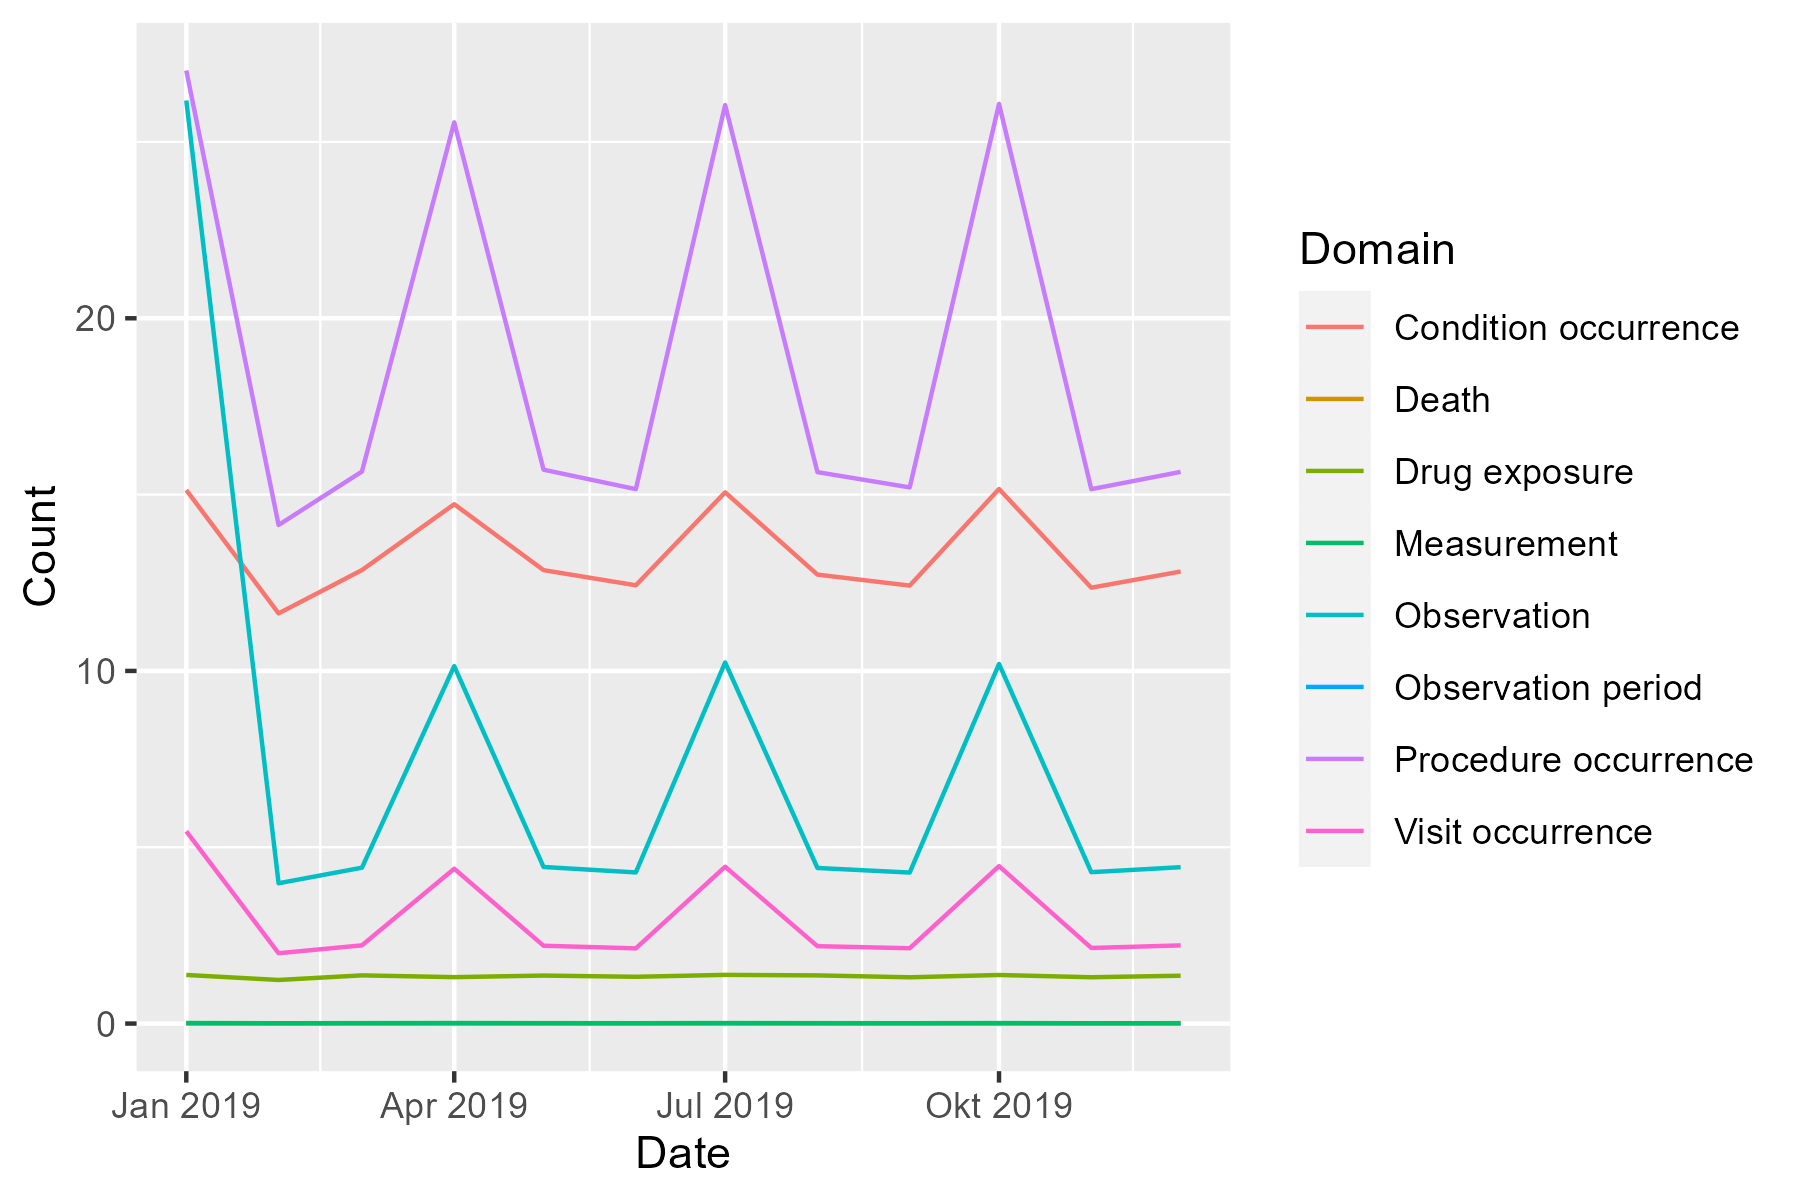 Count
20
10
0
Jan 2019
Apr 2019
Jul 2019
Okt 2019
Date
Domain
Condition occurrence
Death
Drug exposure
Measurement
Observation
Observation period
Procedure occurrence
Visit occurrence